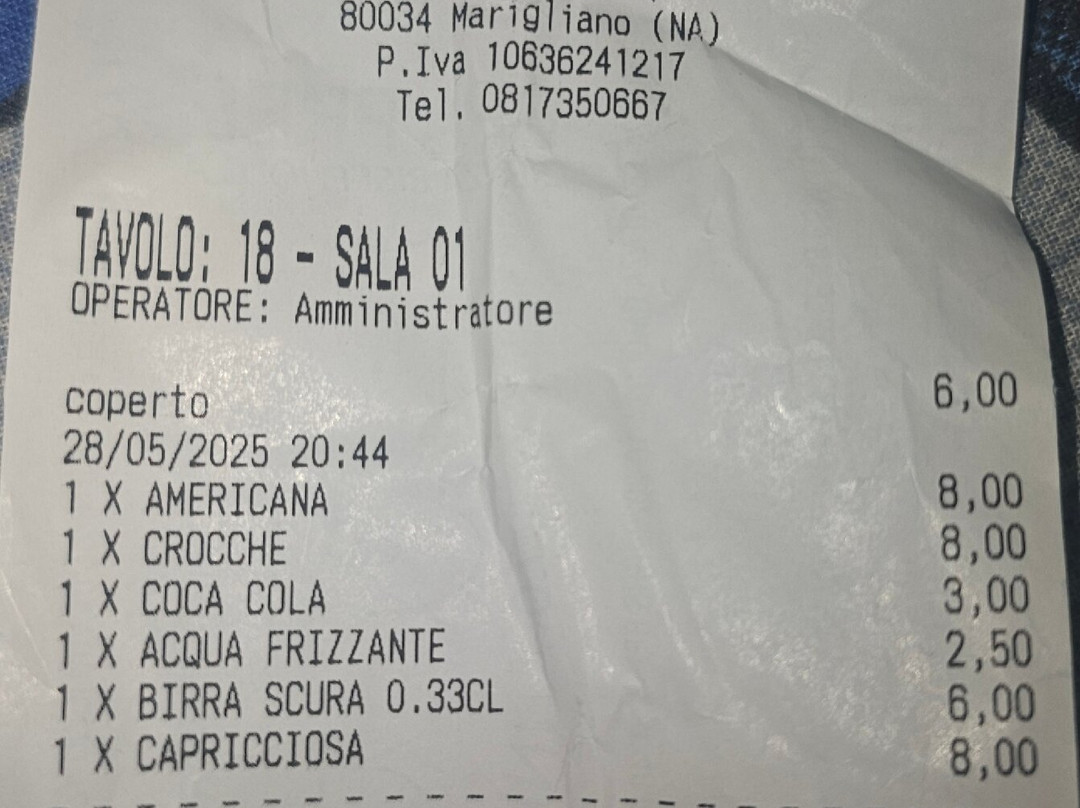 80034 Marigliano (NA)
P.Iva 10636241217
Tel. 0817350667
TAVOLO: 18 - SALA 01
OPERATORE: Amministratore
coperto 6,00
28/05/2025 20:44
1 X AMERICANA 8,00
1 X CROCCHE 8,00
1 X COCA COLA 3,00
1 X ACQUA FRIZZANTE 2,50
1 X BIRRA SCURA 0.33CL 6,00
1 X CAPRICCIOSA 8,00